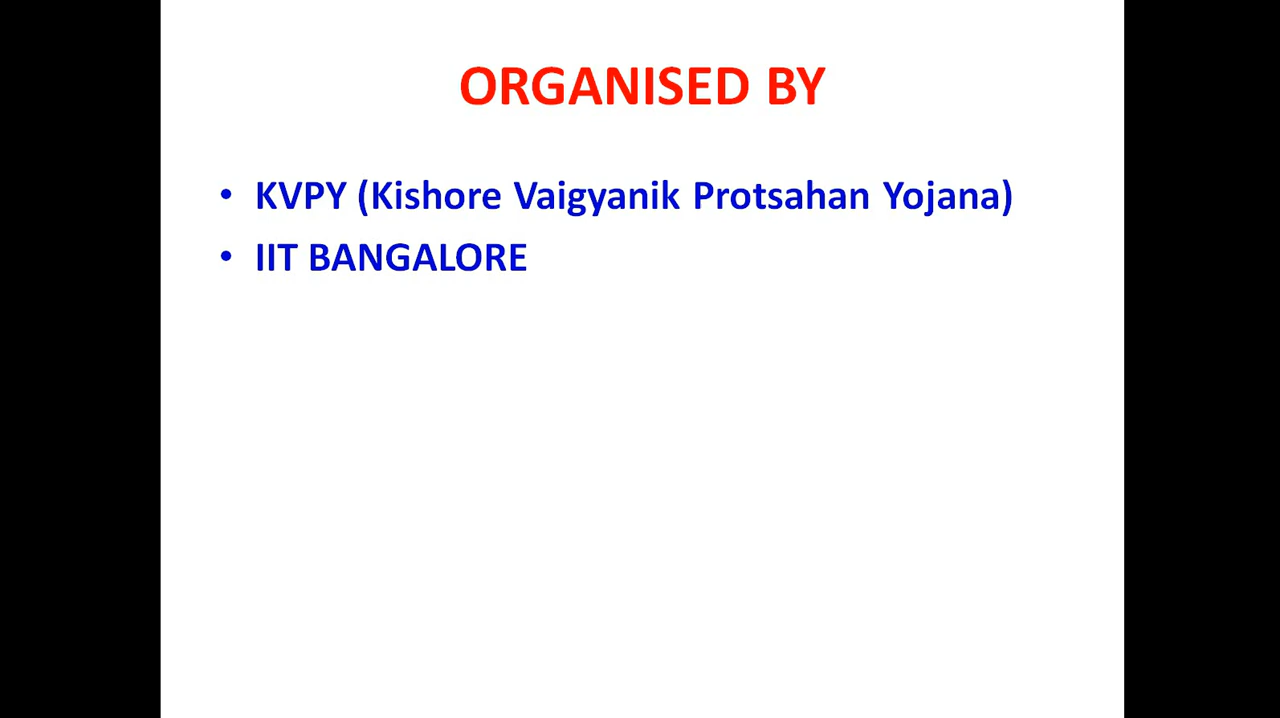 ORGANISED BY
• KVPY (Kishore Vaigyanik Protsahan Yojana)
• IIT BANGALORE